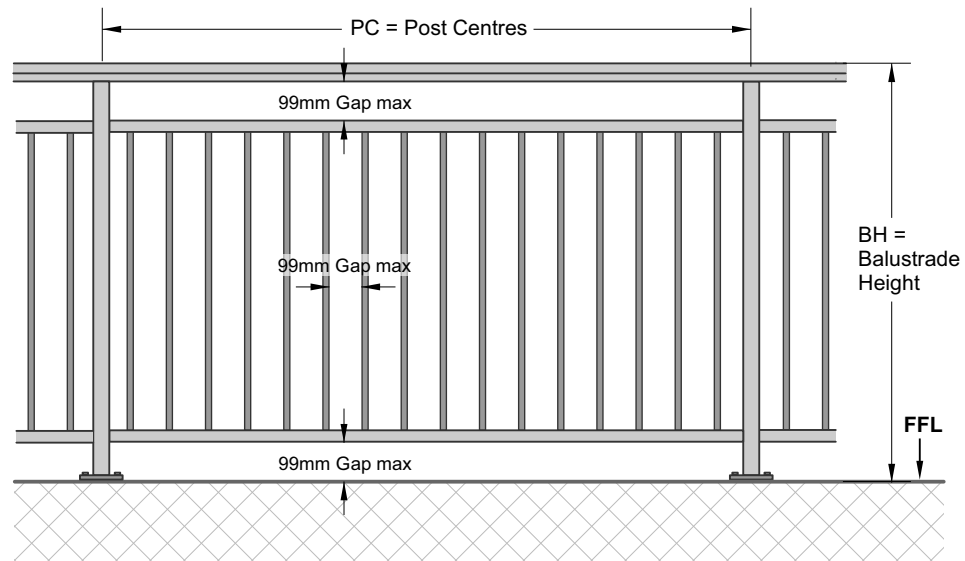 PC = Post Centres
99mm Gap max
99mm Gap max
BH =
Balustrade
Height
FFL
99mm Gap max